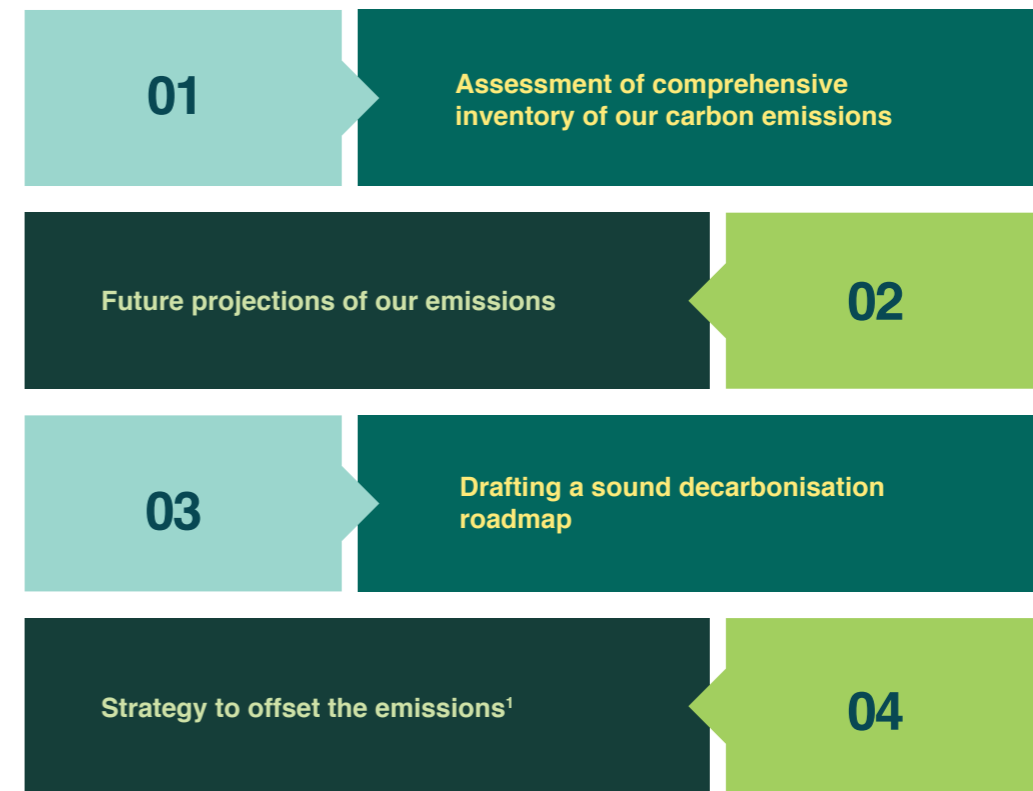 01
Assessment of comprehensive
inventory of our carbon emissions
Future projections of our emissions
02
03
Drafting a sound decarbonisation
roadmap
Strategy to offset the emissions¹
04